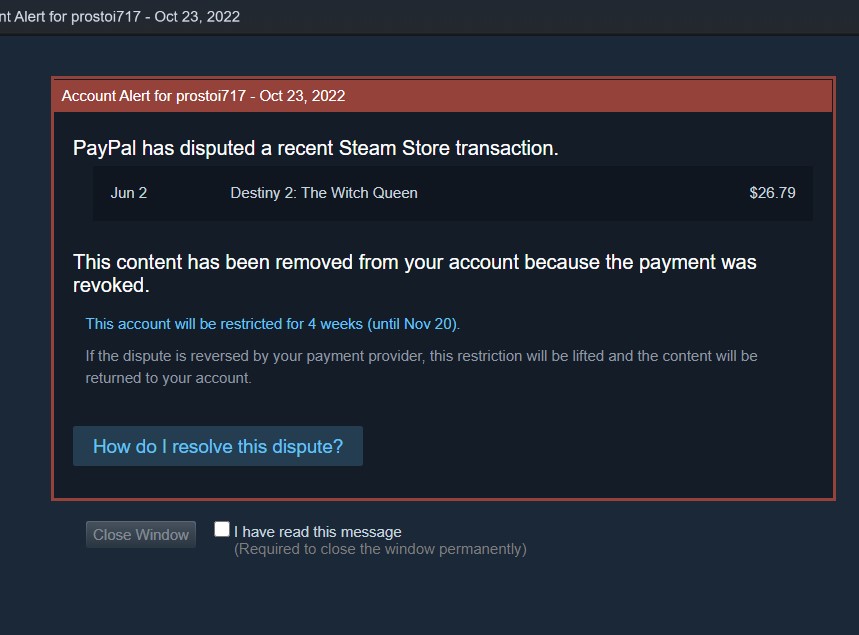 nt Alert for prostoi717 - Oct 23, 2022
Account Alert for prostoi717 - Oct 23, 2022
PayPal has disputed a recent Steam Store transaction.
Jun 2 Destiny 2: The Witch Queen $26.79
This content has been removed from your account because the payment was
revoked.
This account will be restricted for 4 weeks (until Nov 20).
If the dispute is reversed by your payment provider, this restriction will be lifted and the content will be
returned to your account.
How do I resolve this dispute?
Close Window I have read this message
(Required to close the window permanently)